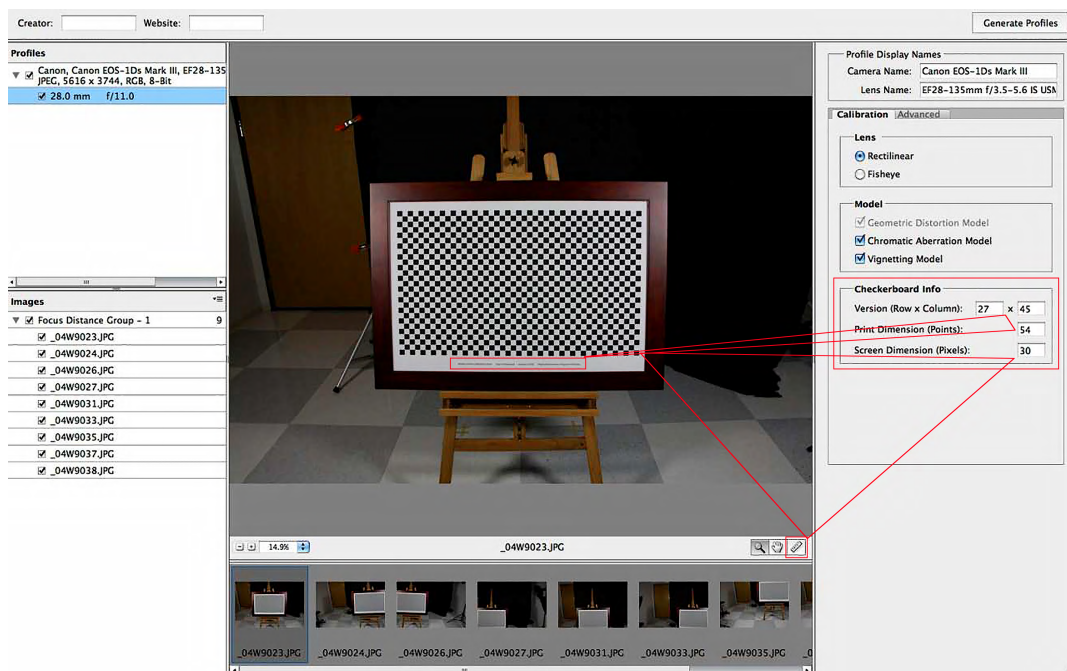 Creator:
Website:
Generate Profiles
Profiles
Canon, Canon EOS-1Ds Mark III, EF28-135
JPEG, 5616 x 3744, RGB, 8-Bit
28.0 mm f/11.0
Images
Focus Distance Group - 1 9
_04W9023.JPG
_04W9024.JPG
_04W9026.JPG
_04W9027.JPG
_04W9031.JPG
_04W9033.JPG
_04W9035.JPG
_04W9037.JPG
_04W9038.JPG
14.9%
_04W9023.JPG
_04W9023.JPG
_04W9024.JPG
_04W9026.JPG
_04W9027.JPG
_04W9031.JPG
_04W9033.JPG
_04W9035.JPG
_0
Profile Display Names
Camera Name: Canon EOS-1Ds Mark III
Lens Name: EF28-135mm f/3.5-5.6 IS USM
Calibration
Advanced
Lens
Rectilinear
Fisheye
Model
Geometric Distortion Model
Chromatic Aberration Model
Vignetting Model
Checkerboard Info
Version (Row x Column): 27 x 45
Print Dimension (Points): 54
Screen Dimension (Pixels): 30